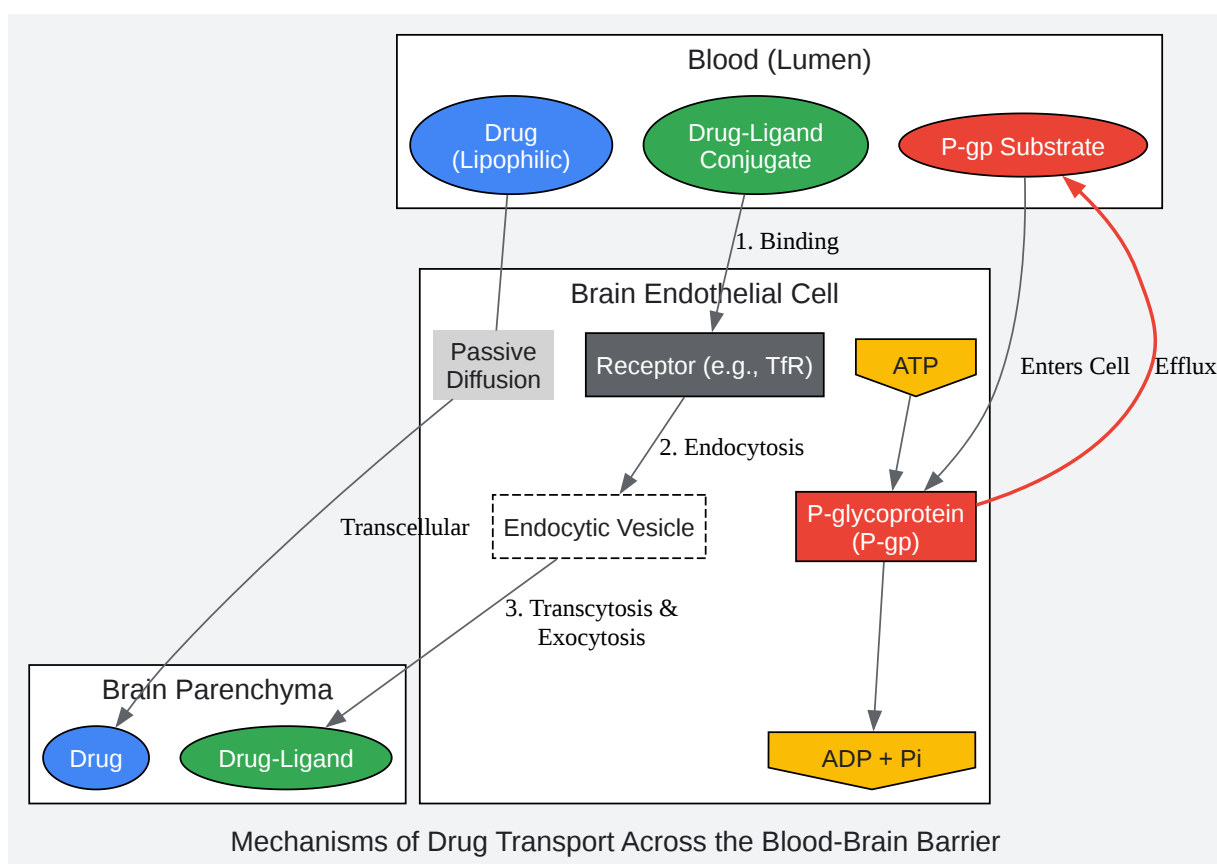 Blood (Lumen)
Drug
(Lipophilic)
Drug-Ligand
Conjugate
P-gp Substrate
1. Binding
Brain Endothelial Cell
Passive
Diffusion
Receptor (e.g., TfR)
ATP
Enters Cell
Efflux
2. Endocytosis
Transcellular
Endocytic Vesicle
P-glycoprotein
(P-gp)
3. Transcytosis &
Exocytosis
Brain Parenchyma
Drug
Drug-Ligand
ADP + Pi
Mechanisms of Drug Transport Across the Blood-Brain Barrier